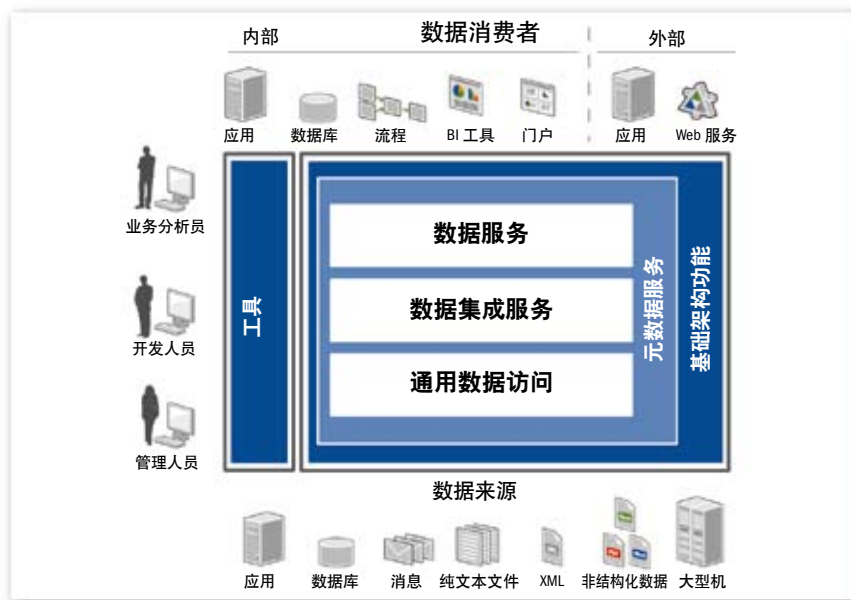 内部 数据消费者 外部
应用 数据库 流程 BI 工具 门户 应用 Web 服务
业务分析员
开发人员
管理人员
工具
数据服务
数据集成服务
通用数据访问
元数据服务
基础架构功能
数据来源
应用 数据库 消息 纯文本文件 XML 非结构化数据 大型机